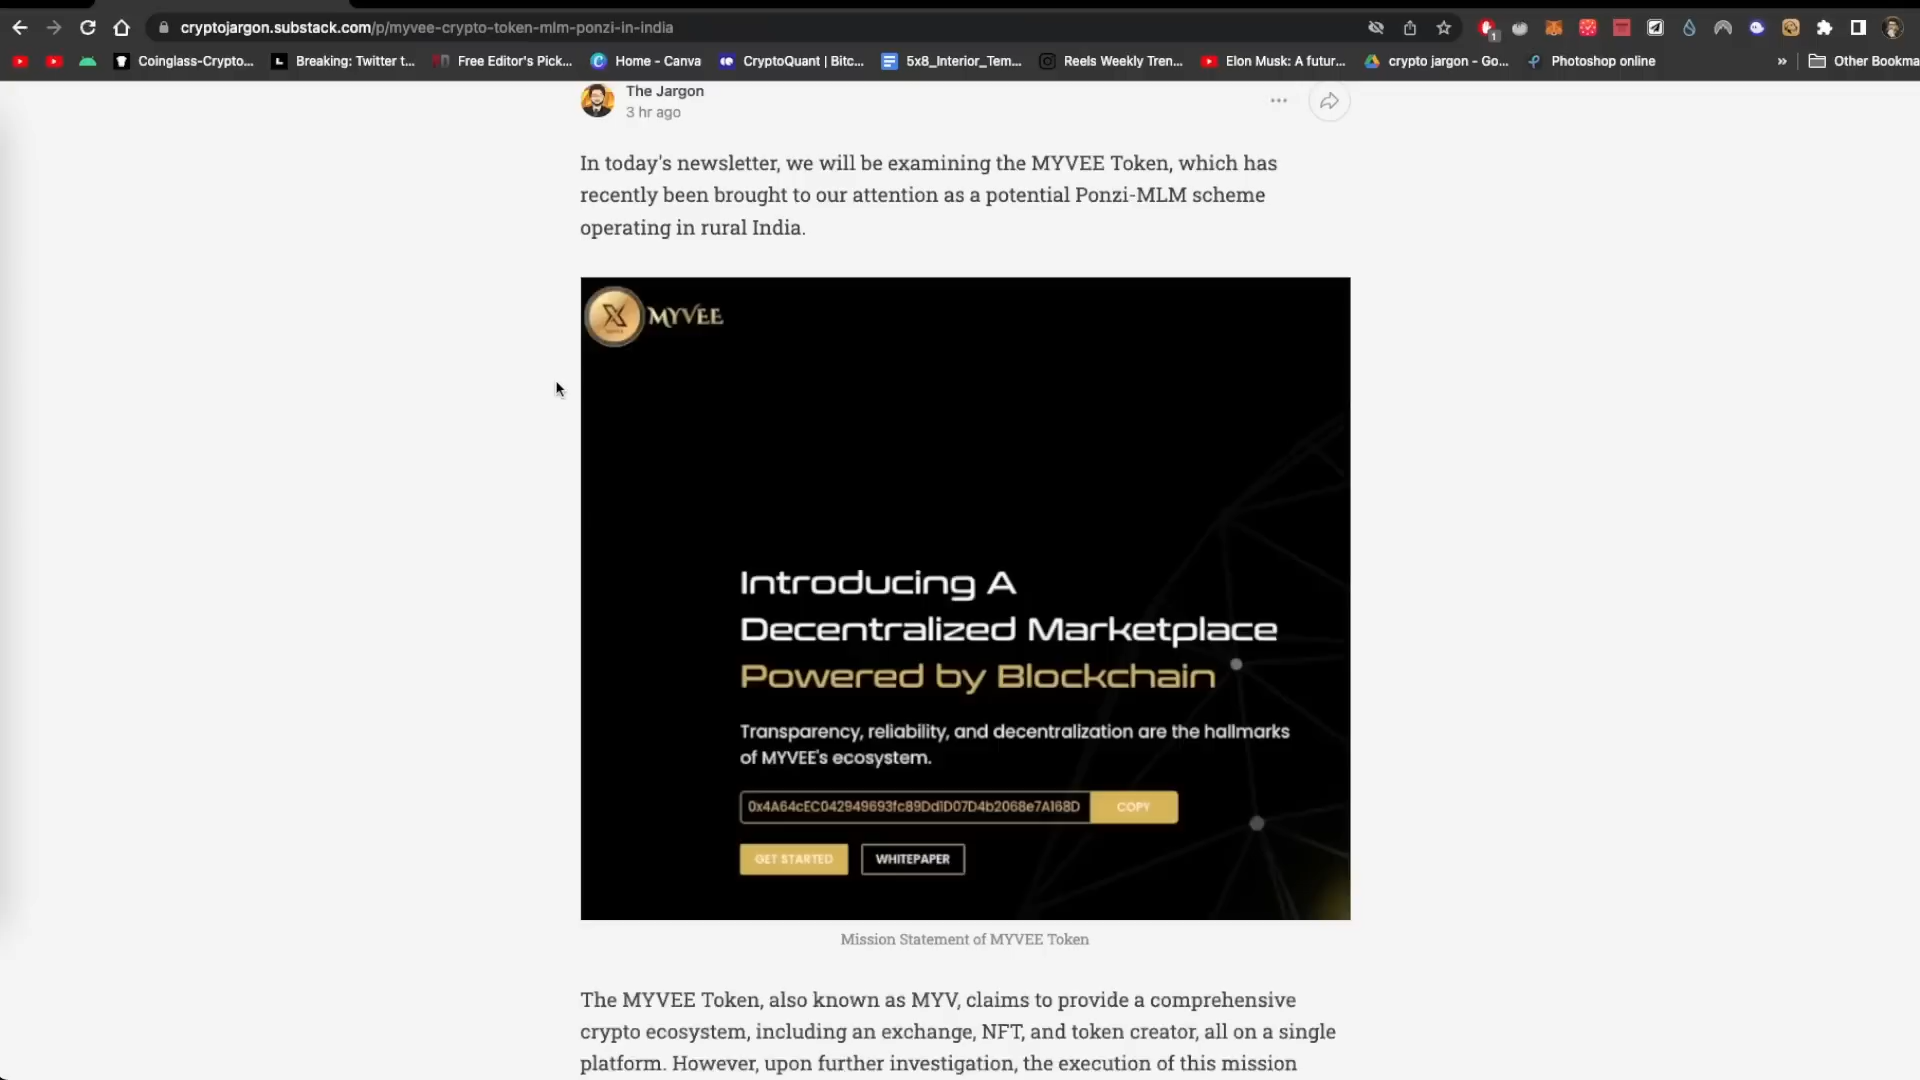 cryptojargon.substack.com/p/myvee-crypto-token-mlm-ponzi-in-india
1
Coinglass-Crypto...
Breaking: Twitter t...
Free Editor's Pick...
Home - Canva
CryptoQuant | Bitc...
5x8_Interior_Tem...
Reels Weekly Tren...
Elon Musk: A futur...
crypto jargon - Go...
Photoshop online
»
Other Bookma
The Jargon
3 hr ago
In today's newsletter, we will be examining the MYVEE Token, which has
recently been brought to our attention as a potential Ponzi-MLM scheme
operating in rural India.
MYVEE
Introducing A
Decentralized Marketplace
Powered by Blockchain
Transparency, reliability, and decentralization are the hallmarks
of MYVEE's ecosystem.
0x4A64cEC042949693fc89Dd1D07D4b2068e7A168D
COPY
GET STARTED
WHITEPAPER
Mission Statement of MYVEE Token
The MYVEE Token, also known as MYV, claims to provide a comprehensive
crypto ecosystem, including an exchange, NFT, and token creator, all on a single
platform. However, upon further investigation, the execution of this mission